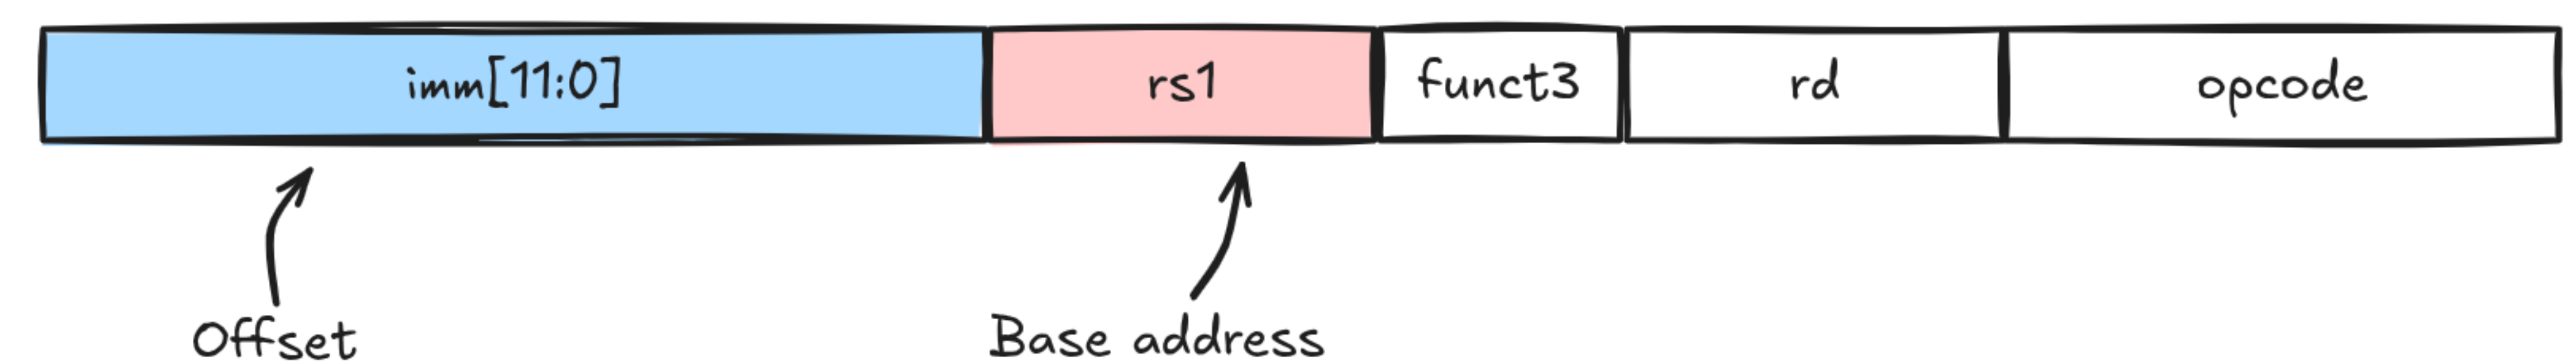 imm[11:0] rs1 funct3 rd opcode
Offset Base address